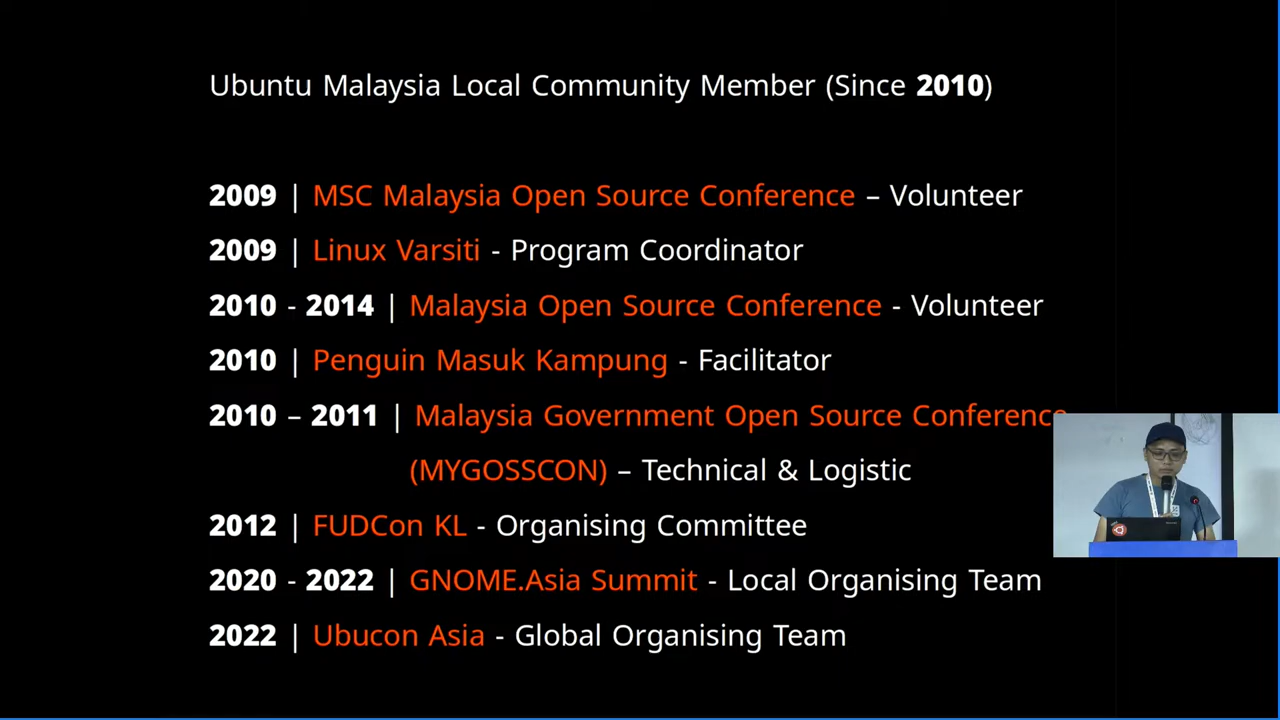 Ubuntu Malaysia Local Community Member (Since 2010)
2009 | MSC Malaysia Open Source Conference – Volunteer
2009 | Linux Varsiti - Program Coordinator
2010 - 2014 | Malaysia Open Source Conference - Volunteer
2010 | Penguin Masuk Kampung - Facilitator
2010 – 2011 | Malaysia Government Open Source Conference
(MYGOSSCON) – Technical & Logistic
2012 | FUDCon KL - Organising Committee
2020 - 2022 | GNOME.Asia Summit - Local Organising Team
2022 | Ubucon Asia - Global Organising Team